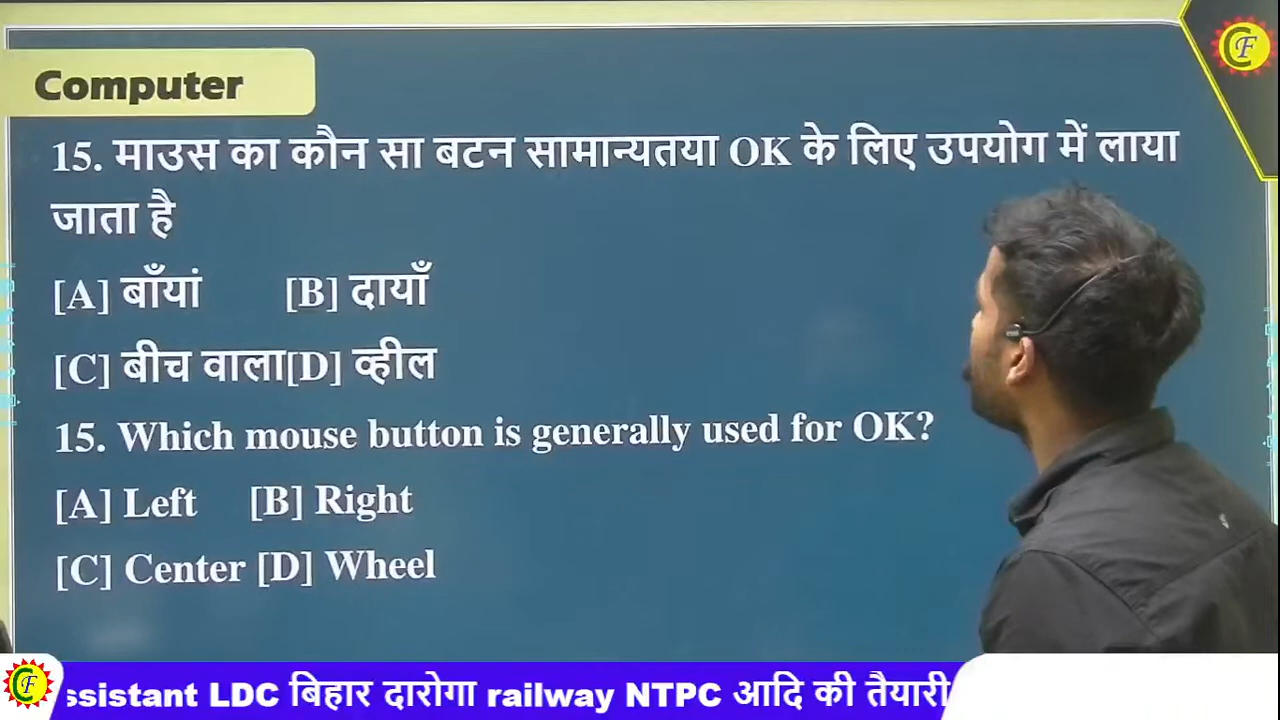 Computer
15. माउस का कौन सा बटन सामान्यतया OK के लिए उपयोग में लाया
जाता है
[A] बाँयां [B] दायाँ
[C] बीच वाला[D] व्हील
15. Which mouse button is generally used for OK?
[A] Left [B] Right
[C] Center [D] Wheel
ssistant LDC बिहार दारोगा railway NTPC आदि की तैयारी